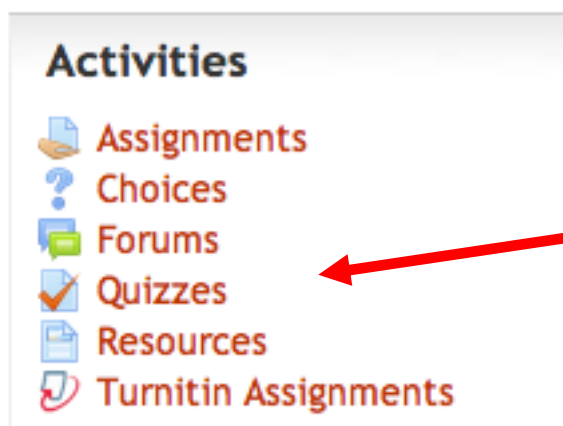 Activities
Assignments
Choices
Forums
Quizzes
Resources
Turnitin Assignments